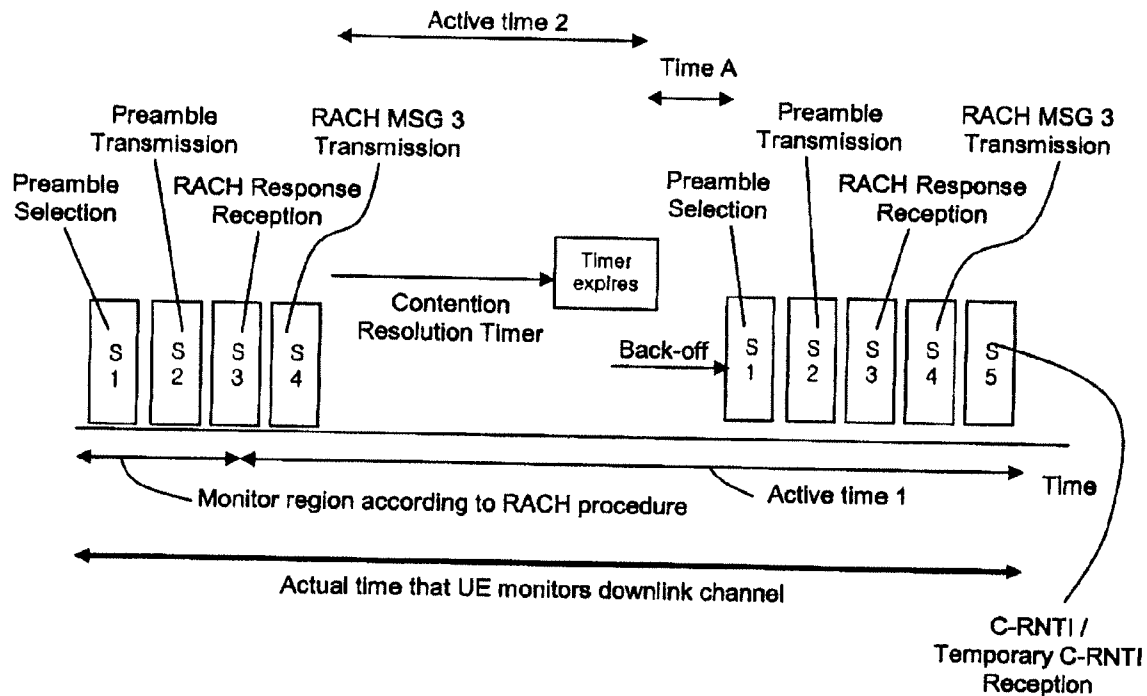 Active time 2
Time A
Preamble
Transmission
RACH MSG 3
Transmission
Preamble
Selection
RACH Response
Reception
Preamble
Transmission
RACH MSG 3
Transmission
Preamble
Selection
RACH Response
Reception
Timer
expires
Contention
Resolution Timer
Back-off
S
1
S
2
S
3
S
4
S
1
S
2
S
3
S
4
S
5
Monitor region according to RACH procedure
Active time 1
Time
Actual time that UE monitors downlink channel
C-RNTI /
Temporary C-RNTI
Reception